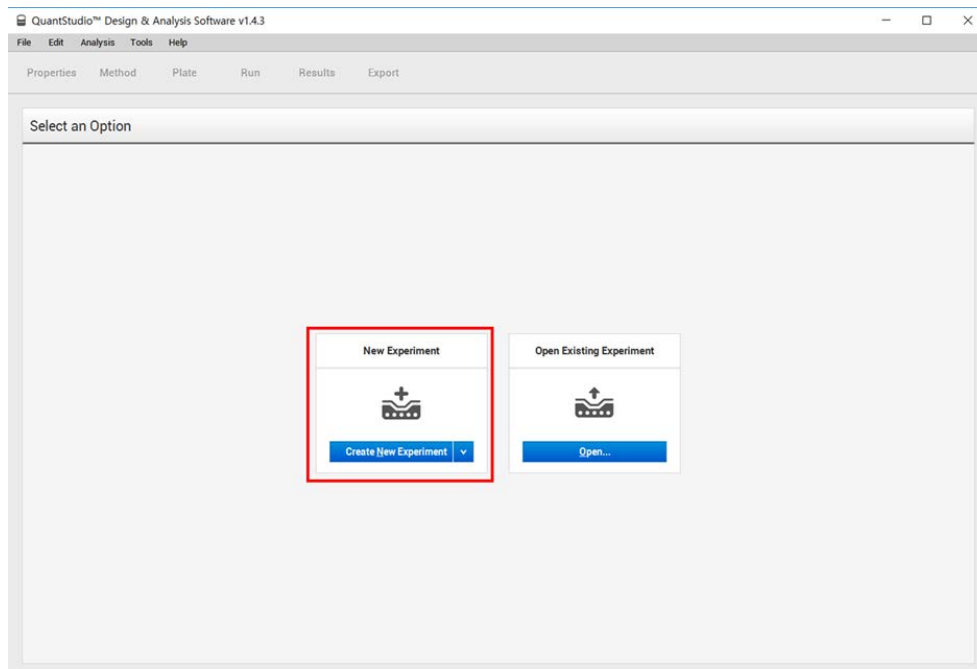 QuantStudio™ Design & Analysis Software v1.4.3
File Edit Analysis Tools Help
Properties Method Plate Run Results Export
Select an Option
New Experiment
Open Existing Experiment
Create New Experiment
Open...